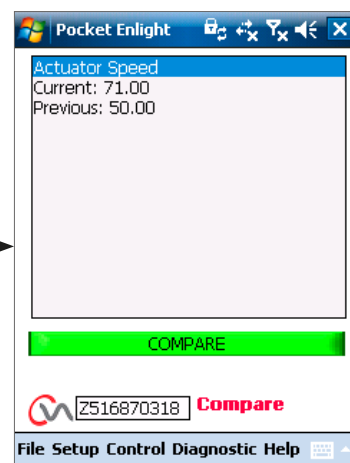 Pocket Enlight
Actuator Speed
Current: 71.00
Previous: 50.00
COMPARE
Z516870318 Compare
File Setup Control Diagnostic Help